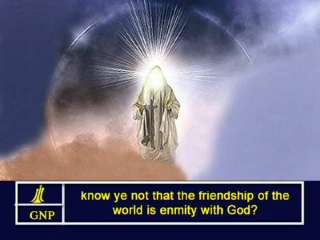 know ye not that the friendship of the
world is enmity with God?
GNP